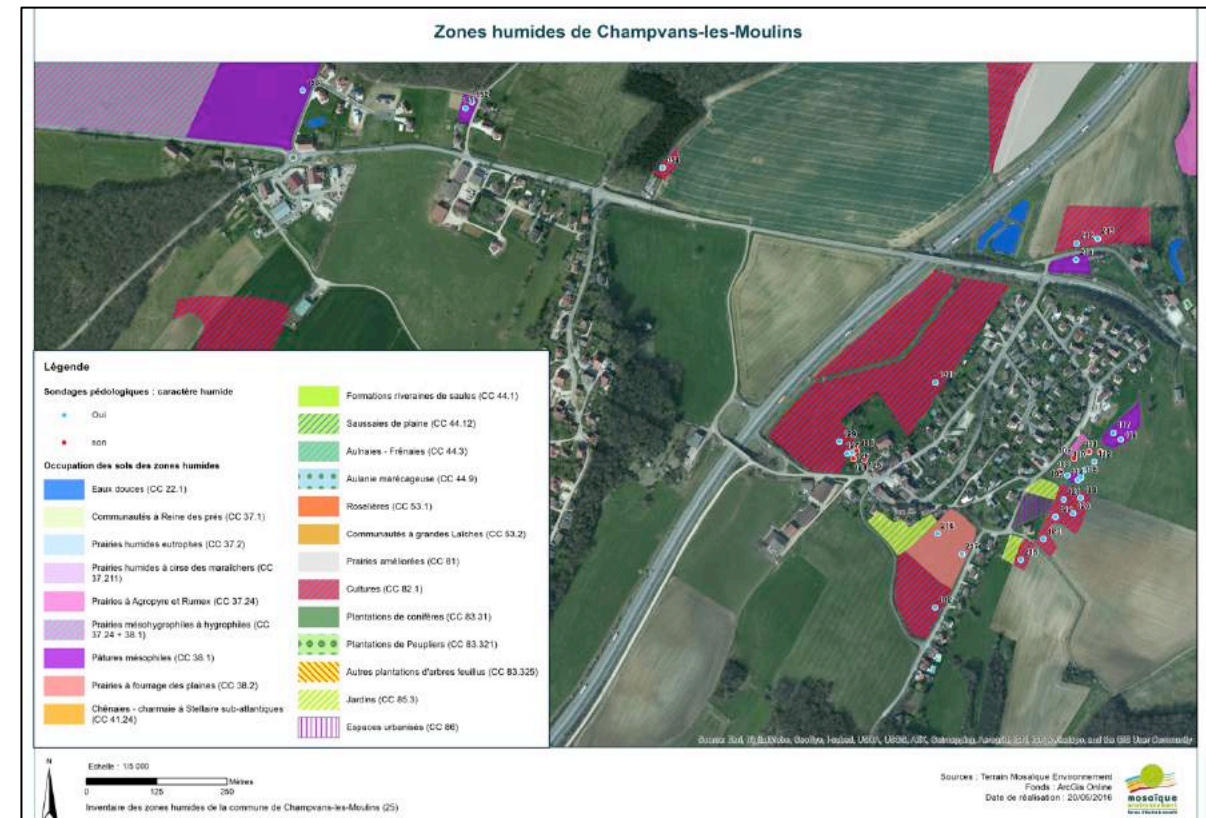 Zones humides de Champvans-les-Moulins
Légende
Sondages pédologiques : caractère humide
Oui
non
Occupation des sols des zones humides
Eaux douces (CC 22.1)
Communautés à Reine des prés (CC 37.1)
Prairies humides eutrophes (CC 37.2)
Prairies humides à cirse des maraîchers (CC
37.211)
Prairies à Agropyre et Rumex (CC 37.24)
Prairies mésohygrophiles à hygrophiles (CC
37.24 + 38.1)
Pâtures mésophiles (CC 38.1)
Prairies à fourrage des plaines (CC 38.2)
Chênaies - charmaie à Stellaire sub-atlantiques
(CC 41.24)
Formations riveraines de saules (CC 44.1)
Saussaies de plaine (CC 44.12)
Aulnaies - Frênaies (CC 44.3)
Aulanie marécageuse (CC 44.9)
Roselières (CC 53.1)
Communautés à grandes Laîches (CC 53.2)
Prairies améliorées (CC 81)
Cultures (CC 82.1)
Plantations de conifères (CC 83.31)
Plantations de Peupliers (CC 83.321)
Autres plantations d'arbres feuillus (CC 83.325)
Jardins (CC 85.3)
Espaces urbanisés (CC 86)
and the GIS User Community
N
Echelle : 1/5 000
Mètres
0 125 250
Inventaire des zones humides de la commune de Champvans-les-Moulins (25)
Sources : Terrain Mosaïque Environnement
Fonds : ArcGis Online
Date de réalisation : 20/06/2016
mosaïque
environnement